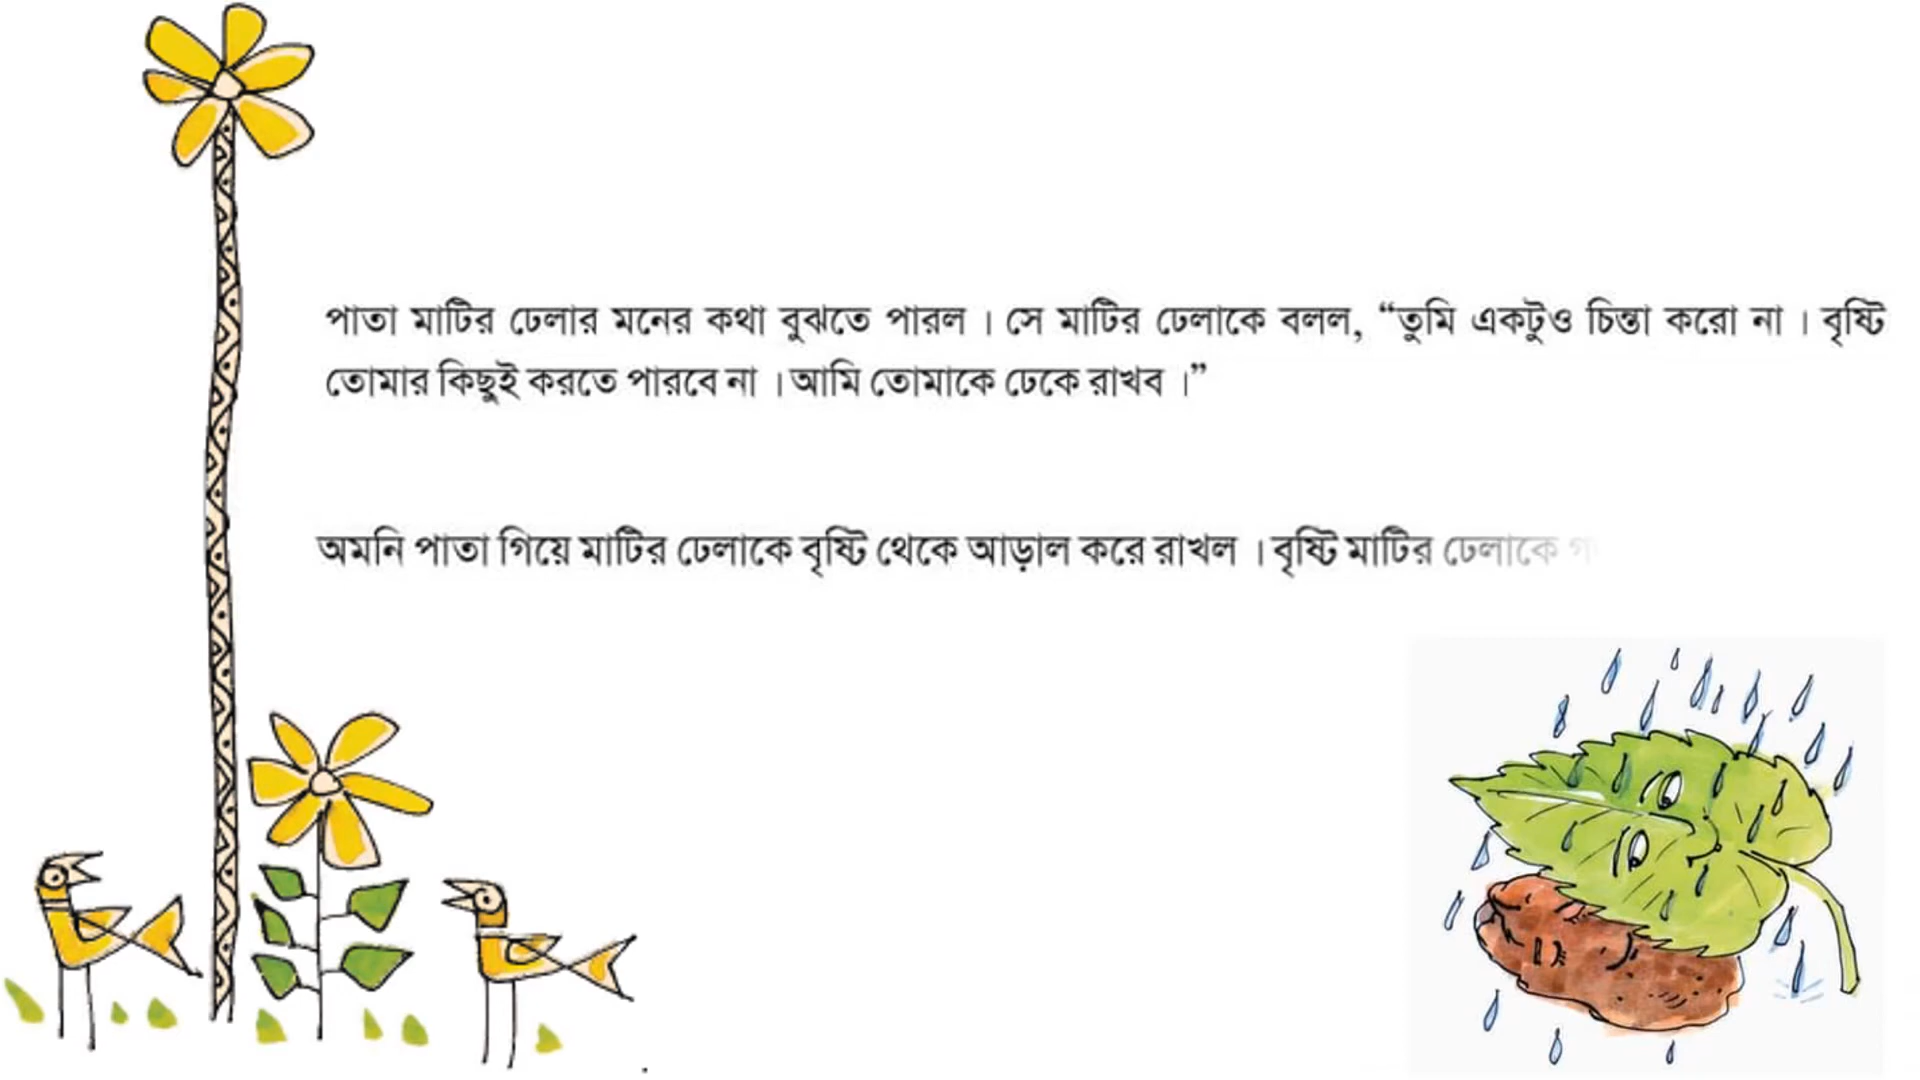 পাতা মাটির ঢেলার মনের কথা বুঝতে পারল । সে মাটির ঢেলাকে বলল, “তুমি একটুও চিন্তা করো না । বৃষ্টি
তোমার কিছুই করতে পারবে না । আমি তোমাকে ঢেকে রাখব ।”
অমনি পাতা গিয়ে মাটির ঢেলাকে বৃষ্টি থেকে আড়াল করে রাখল । বৃষ্টি মাটির ঢেলাকে